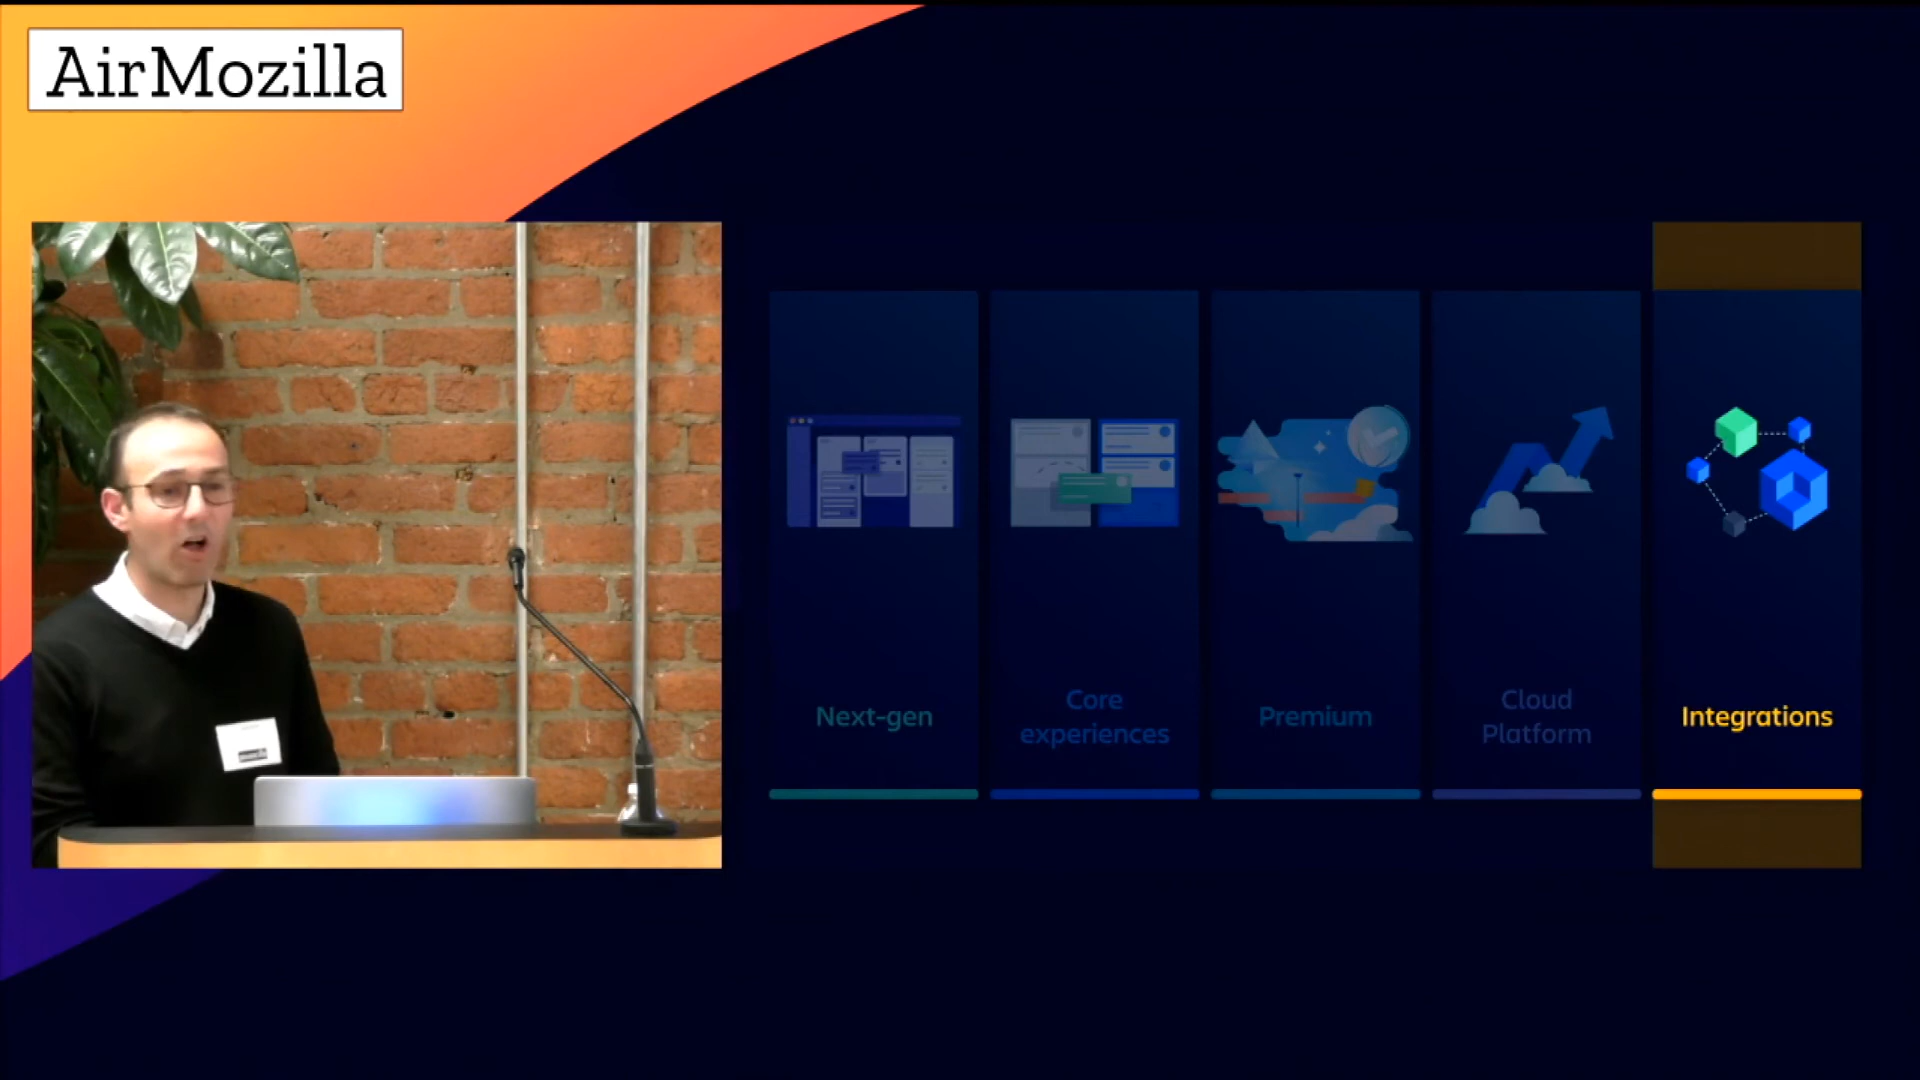 AirMozilla
Next-gen
Core
experiences
Premium
Cloud
Platform
Integrations